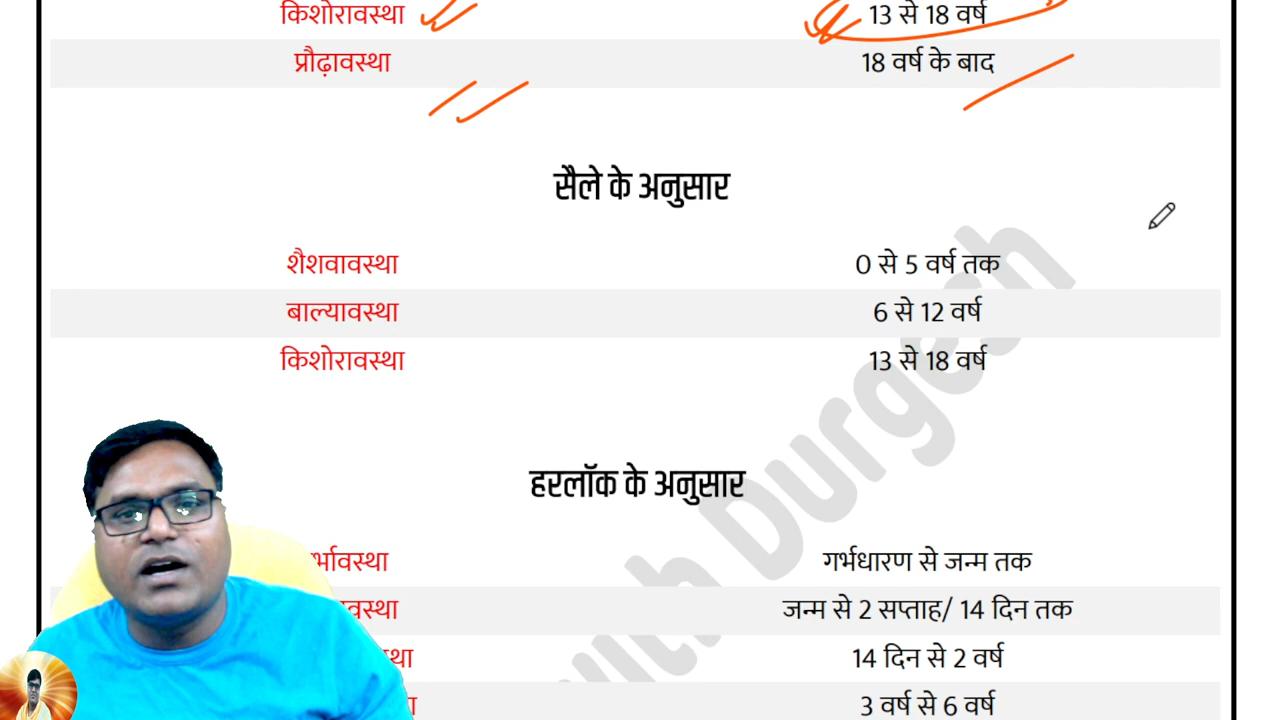 किशोरावस्था 13 से 18 वर्ष
प्रौढ़ावस्था 18 वर्ष के बाद
सैले के अनुसार
शैशवावस्था 0 से 5 वर्ष तक
बाल्यावस्था 6 से 12 वर्ष
किशोरावस्था 13 से 18 वर्ष
हरलॉक के अनुसार
र्भावस्था गर्भधारण से जन्म तक
वस्था जन्म से 2 सप्ताह/ 14 दिन तक
था 14 दिन से 2 वर्ष
3 वर्ष से 6 वर्ष
with Durgesh